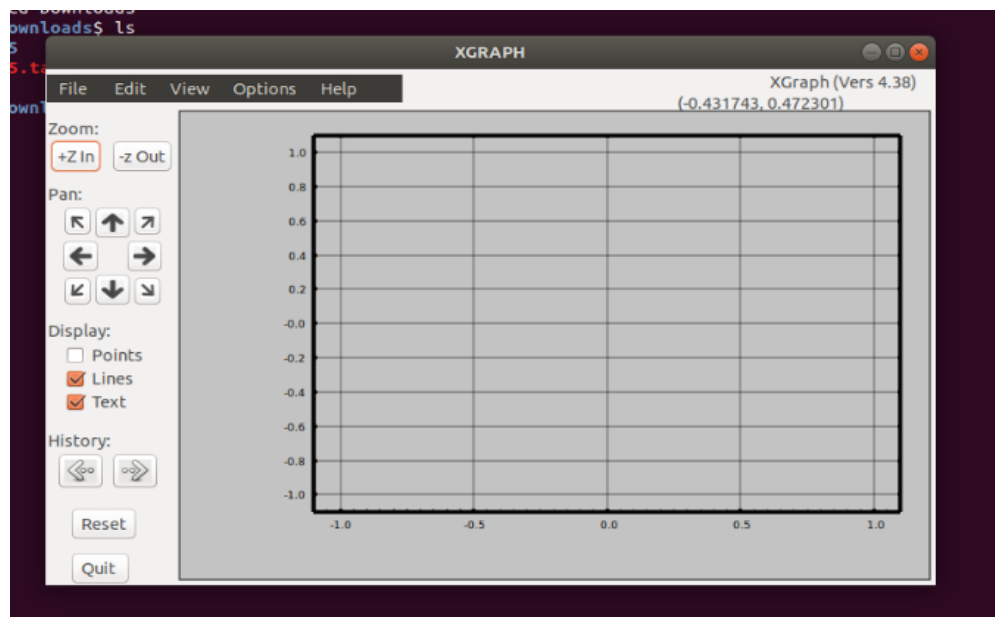 ownloads$ ls
S
XGRAPH
S.ta
File Edit View Options Help
XGraph (Vers 4.38)
(-0.431743, 0.472301)
ownl
Zoom:
+Z In -z Out
Pan:
Display:
Points
Lines
Text
History:
Reset
Quit
1.0
0.8
0.6
0.4
0.2
-0.0
-0.2
-0.4
-0.6
-0.8
-1.0
-1.0 -0.5 0.0 0.5 1.0